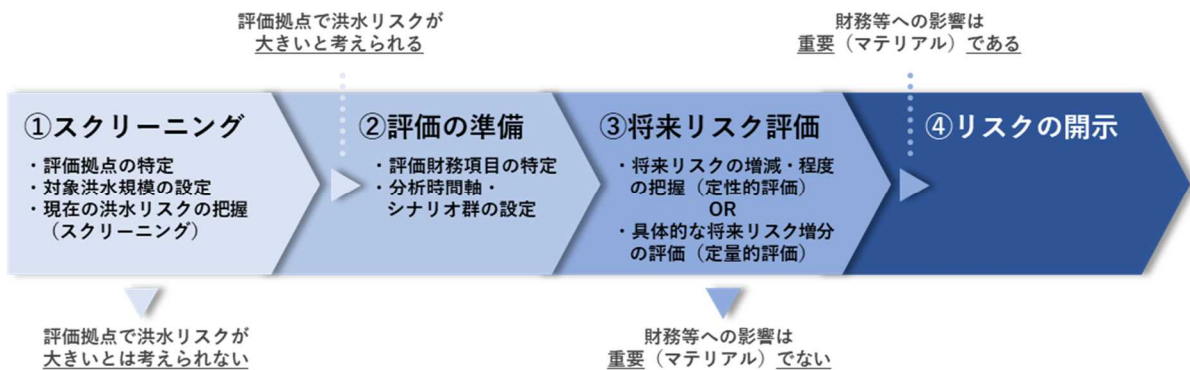 評価拠点で洪水リスクが
大きいと考えられる
財務等への影響は
重要（マテリアル）である
①スクリーニング
・評価拠点の特定
・対象洪水規模の設定
・現在の洪水リスクの把握
（スクリーニング）
②評価の準備
・評価財務項目の特定
・分析時間軸・
シナリオ群の設定
③将来リスク評価
・将来リスクの増減・程度
の把握（定性的評価）
OR
・具体的な将来リスク増分
の評価（定量的評価）
④リスクの開示
評価拠点で洪水リスクが
大きいとは考えられない
財務等への影響は
重要（マテリアル）でない